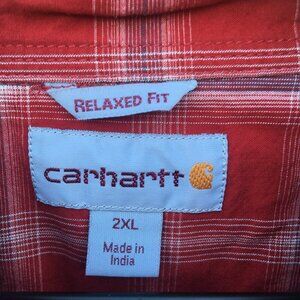 RELAXED FIT
carhartt
2XL
Made in
India